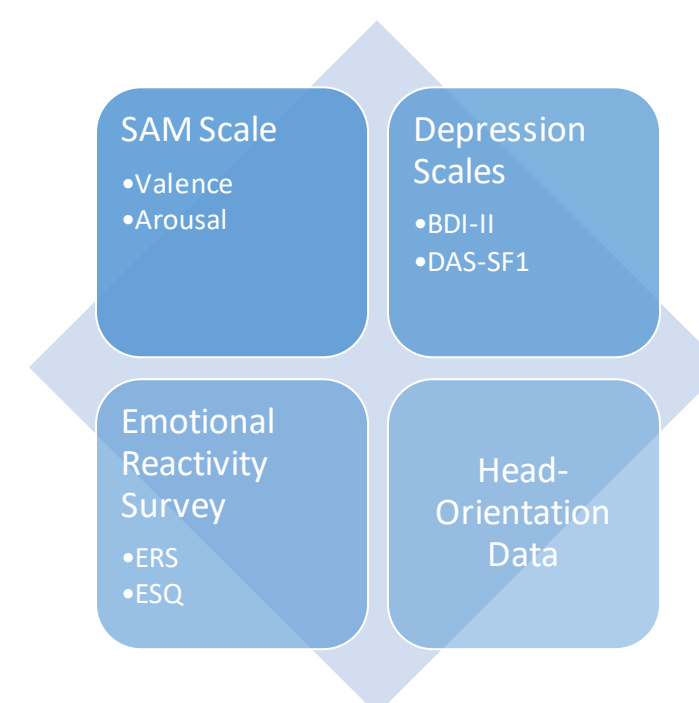 SAM Scale
•Valence
•Arousal
Depression
Scales
•BDI-II
•DAS-SF1
Emotional
Reactivity
Survey
•ERS
•ESQ
Head-
Orientation
Data